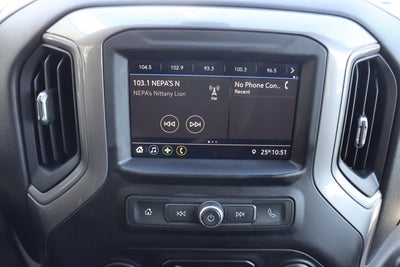 104.5 102.9 93.3 100.3 96.5
103.1 NEPA'S N
NEPA's Nittany Lion
FM
No Phone Con...
Recent
25°F 10:51